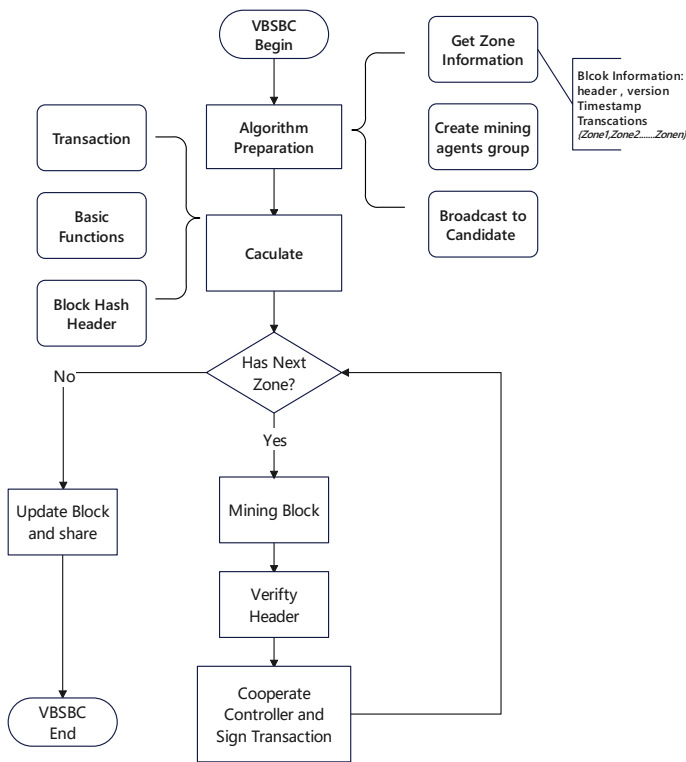 VBSBC
Begin
Get Zone
Information
Blcok Information:
header , version
Timestamp
Transcations
(Zone1,Zone2......Zonen)
Transaction
Algorithm
Preparation
Create mining
agents group
Basic
Functions
Broadcast to
Candidate
Caculate
Block Hash
Header
Has Next
Zone?
No
Yes
Update Block
and share
Mining Block
Verifty
Header
VBSBC
End
Cooperate
Controller and
Sign Transaction